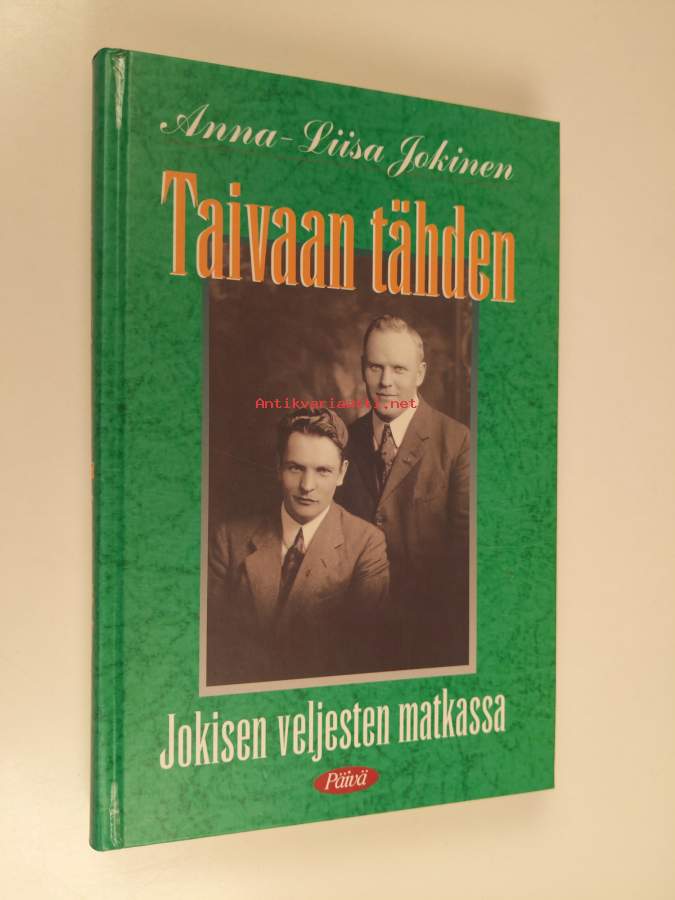 Anna-Liisa Jokinen
Taivaan tähden
Antikvariaatti.net
Jokisen veljesten matkassa
Päivä